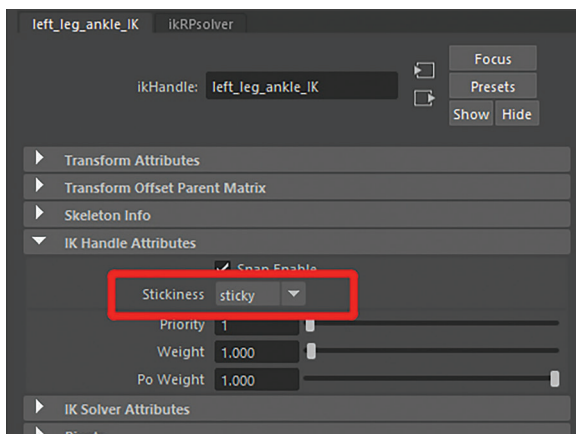 left_leg_ankle_IK ikRPsolver
Focus
ikHandle: left_leg_ankle_IK
Presets
Show Hide
Transform Attributes
Transform Offset Parent Matrix
Skeleton Info
IK Handle Attributes
Snap Enable
Stickiness sticky
Priority 1
Weight 1.000
Po Weight 1.000
IK Solver Attributes